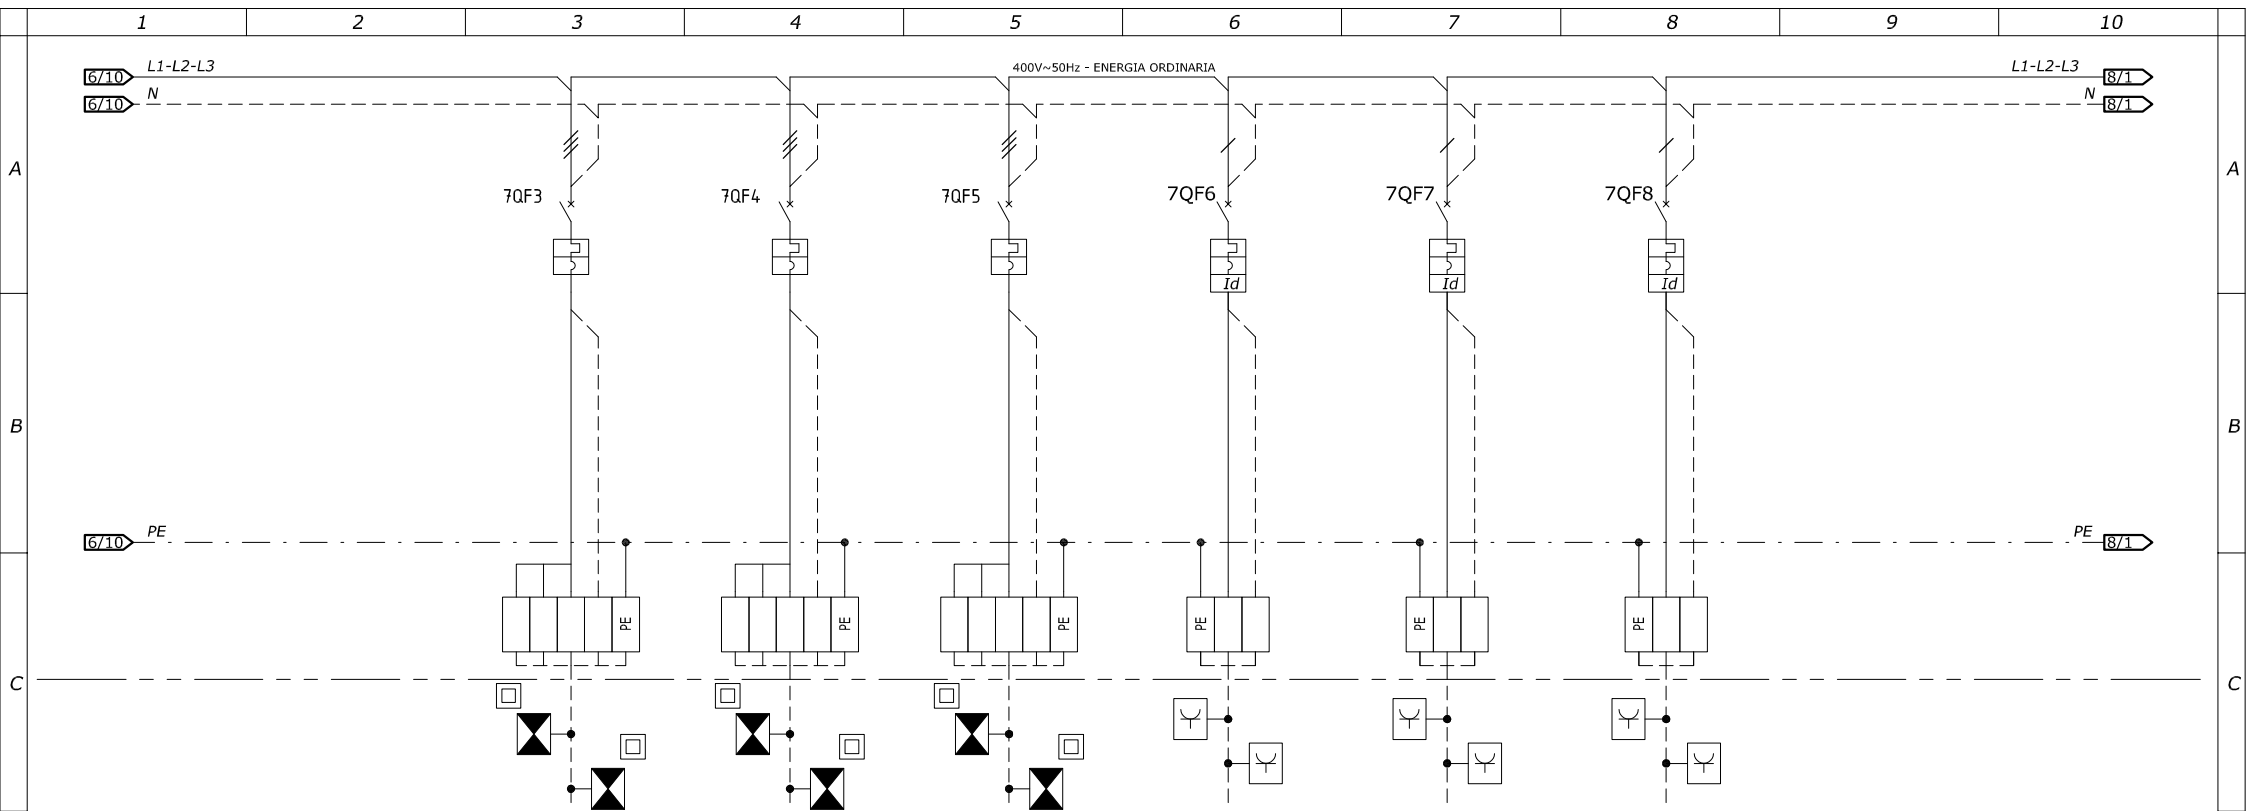 1 2 3 4 5 6 7 8 9 10
6/10 L1-L2-L3 400V~50Hz - ENERGIA ORDINARIA L1-L2-L3 8/1
6/10 N N 8/1
A A
7QF3 7QF4 7QF5 7QF6 7QF7 7QF8
Id Id Id
B B
6/10 PE PE 8/1
PE PE PE PE PE PE
C C